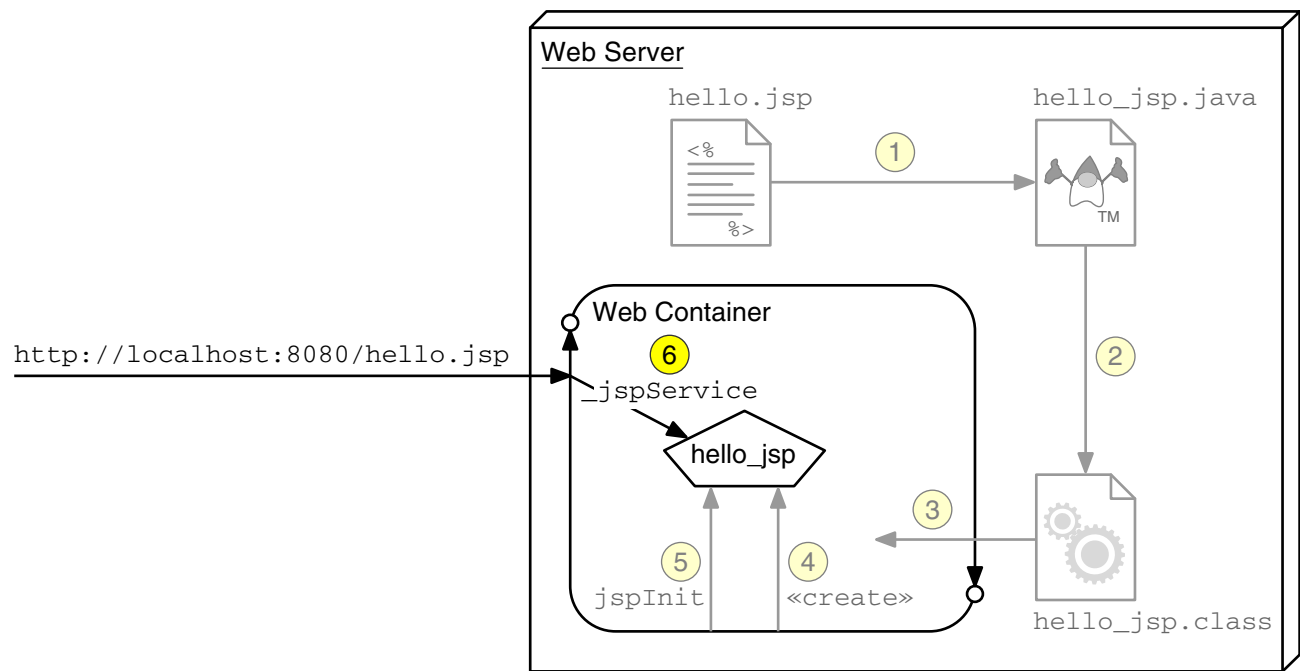 Web Server
hello.jsp
hello_jsp.java
<%
%>
1
TM
Web Container
http://localhost:8080/hello.jsp
6
_jspService
2
hello_jsp
3
5
4
jspInit
«create»
hello_jsp.class